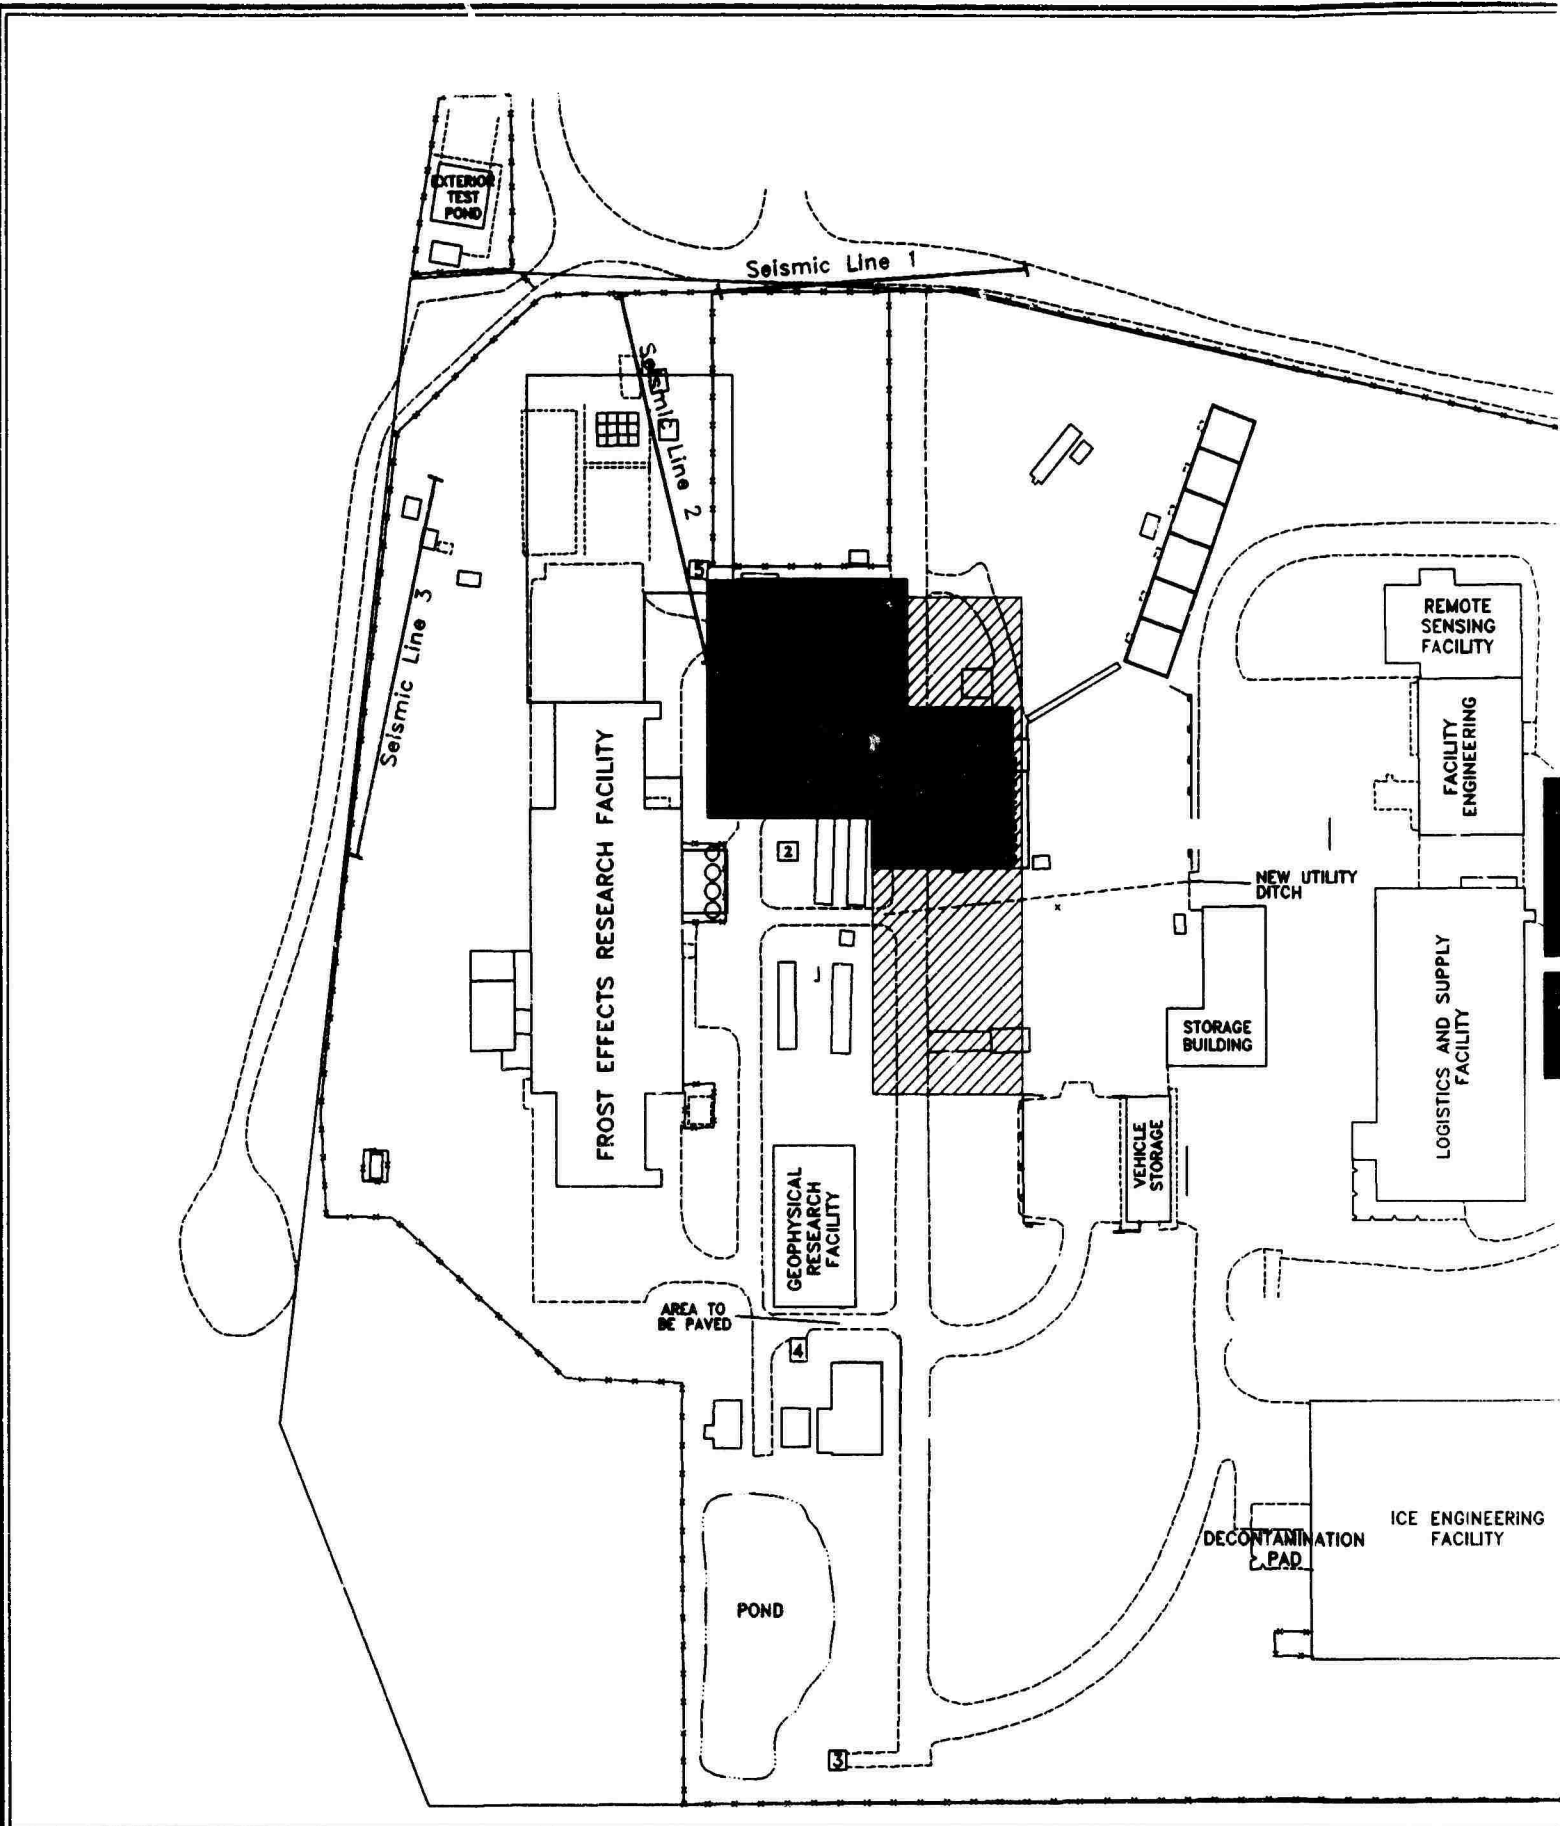 EXTERIOR
TEST
POND
Seismic Line 1
Seismic Line 2
Seismic Line 3
5
REMOTE
SENSING
FACILITY
FACILITY
ENGINEERING
FROST EFFECTS RESEARCH FACILITY
2
NEW UTILITY
DITCH
STORAGE
BUILDING
LOGISTICS AND SUPPLY
FACILITY
VEHICLE
STORAGE
GEOPHYSICAL
RESEARCH
FACILITY
AREA TO
BE PAVED
4
ICE ENGINEERING
FACILITY
DECONTAMINATION
PAD
POND
3